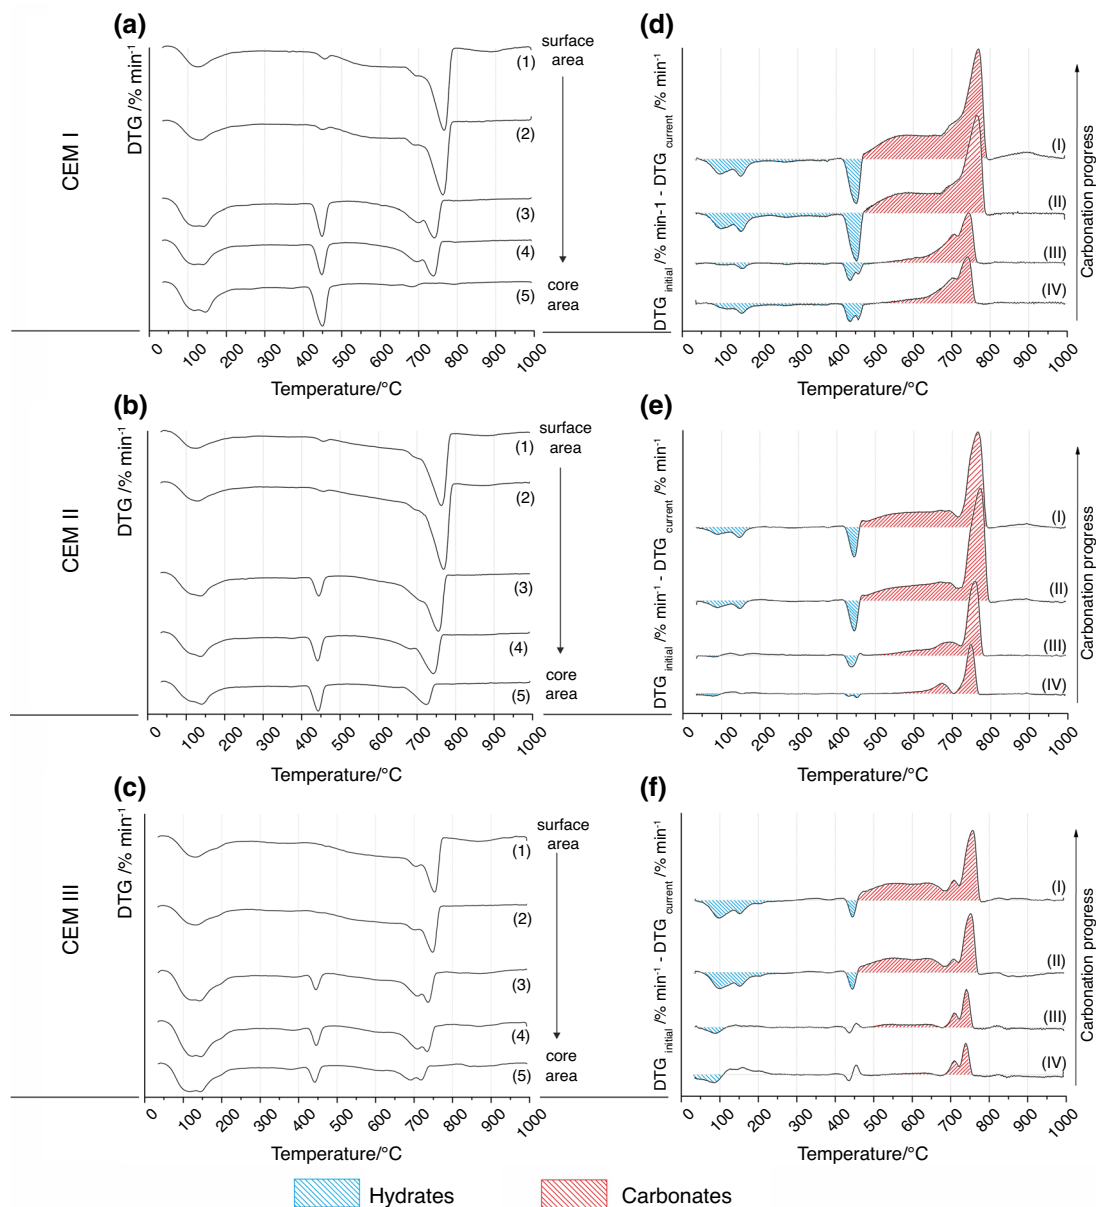 (a)
CEM I
DTG /% min-1
surface
area
(1)
(2)
(3)
(4)
core
area
(5)
0 100 200 300 400 500 600 700 800 900 1000
Temperature/°C
(d)
DTG initial /% min-1 - DTG current /% min-1
(I)
(II)
(III)
(IV)
Carbonation progress
0 100 200 300 400 500 600 700 800 900 1000
Temperature/°C
(b)
CEM II
DTG /% min-1
surface
area
(1)
(2)
(3)
(4)
core
area
(5)
0 100 200 300 400 500 600 700 800 900 1000
Temperature/°C
(e)
DTG initial /% min-1 - DTG current /% min-1
(I)
(II)
(III)
(IV)
Carbonation progress
0 100 200 300 400 500 600 700 800 900 1000
Temperature/°C
(c)
CEM III
DTG /% min-1
surface
area
(1)
(2)
(3)
(4)
core
area
(5)
0 100 200 300 400 500 600 700 800 900 1000
Temperature/°C
(f)
DTG initial /% min-1 - DTG current /% min-1
(I)
(II)
(III)
(IV)
Carbonation progress
0 100 200 300 400 500 600 700 800 900 1000
Temperature/°C
Hydrates
Carbonates